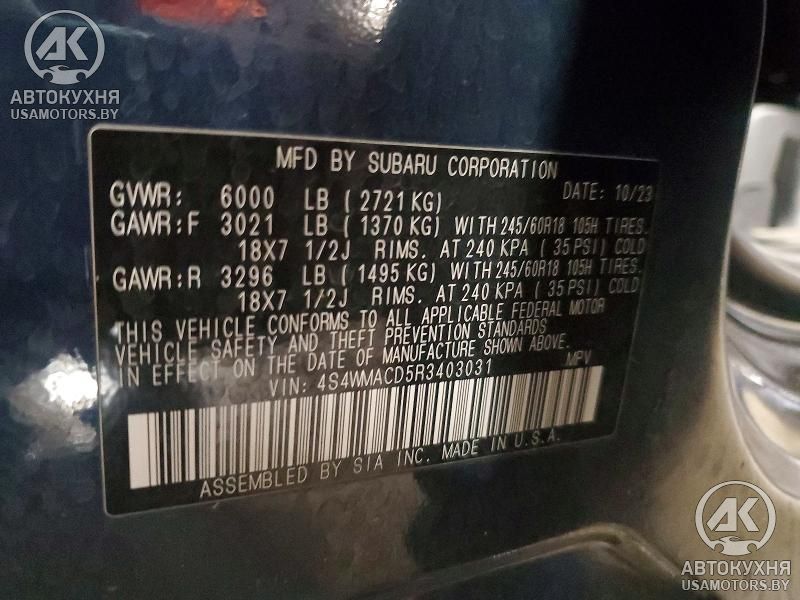 AK
АВТОКУХНЯ
USAMOTORS.BY
MFD BY SUBARU CORPORATION
GVWR: 6000 LB ( 2721 KG) DATE: 10/23
GAWR:F 3021 LB ( 1370 KG) WITH 245/60R18 105H TIRES.
18X7 1/2J RIMS. AT 240 KPA ( 35 PSI) COLD
GAWR:R 3296 LB ( 1495 KG) WITH 245/60R18 105H TIRES.
18X7 1/2J RIMS. AT 240 KPA ( 35 PSI) COLD
THIS VEHICLE CONFORMS TO ALL APPLICABLE FEDERAL MOTOR
VEHICLE SAFETY AND THEFT PREVENTION STANDARDS
IN EFFECT ON THE DATE OF MANUFACTURE SHOWN ABOVE.
VIN: 4S4WMACD5R3403031 MPV
ASSEMBLED BY SIA INC. MADE IN U.S.A.
AK
АВТОКУХНЯ
USAMOTORS.BY